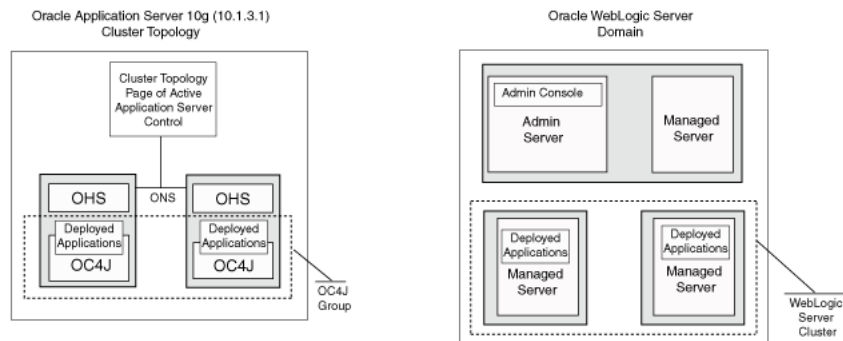 Oracle Application Server 10g (10.1.3.1)
Cluster Topology
Cluster Topology
Page of Active
Application Server
Control
OHS
ONS
OHS
Deployed
Applications
OC4J
Deployed
Applications
OC4J
OC4J
Group
Oracle WebLogic Server
Domain
Admin Console
Admin
Server
Managed
Server
Deployed
Applications
Managed
Server
Deployed
Applications
Managed
Server
WebLogic
Server
Cluster